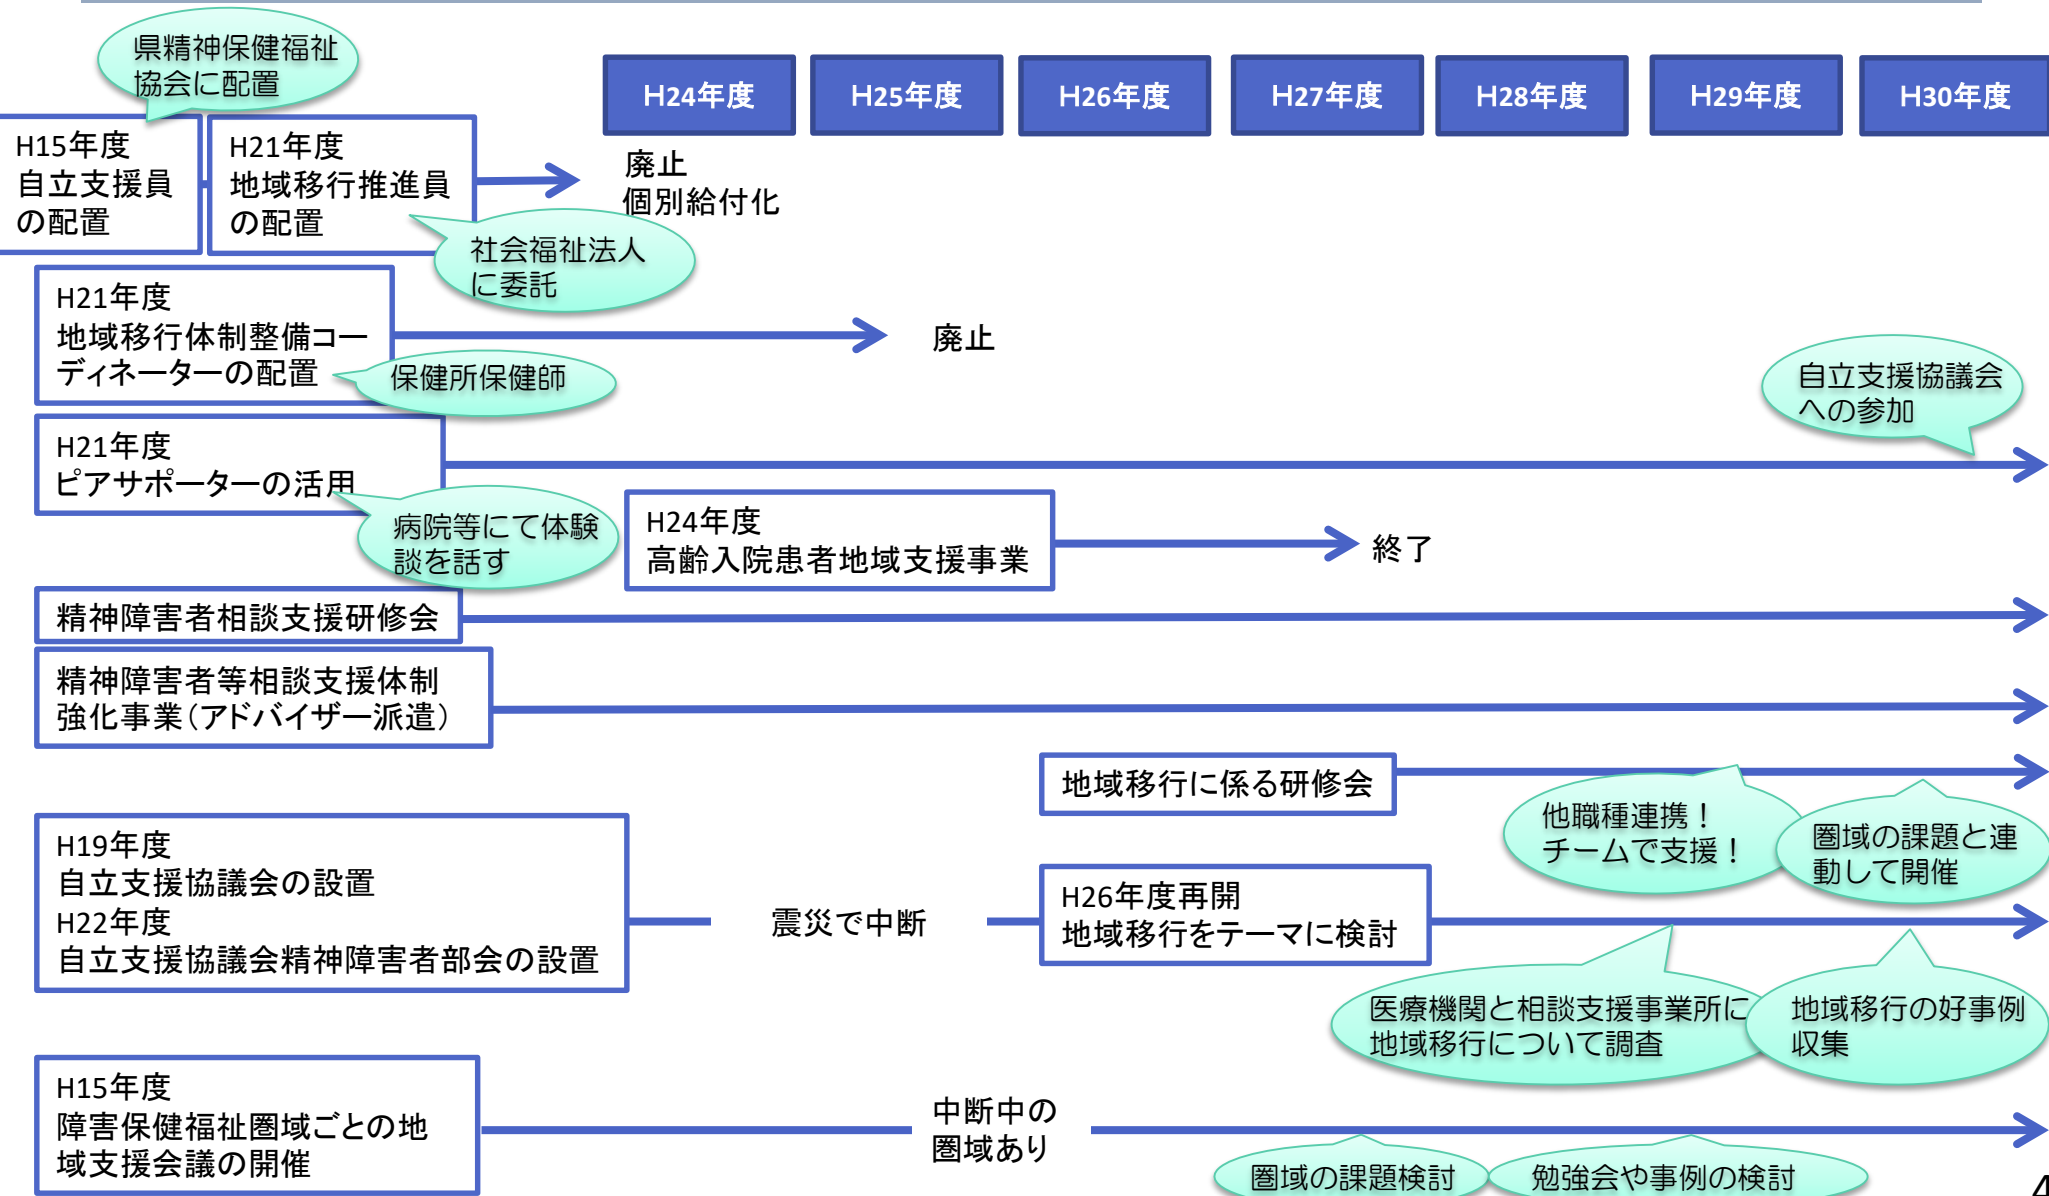 県精神保健福祉
協会に配置
H24年度
H25年度
H26年度
H27年度
H28年度
H29年度
H30年度
H15年度
自立支援員
の配置
H21年度
地域移行推進員
の配置
廃止
個別給付化
社会福祉法人
に委託
H21年度
地域移行体制整備コー
ディネーターの配置
廃止
保健所保健師
自立支援協議会
への参加
H21年度
ピアサポーターの活用
病院等にて体験
談を話す
H24年度
高齢入院患者地域支援事業
終了
精神障害者相談支援研修会
精神障害者等相談支援体制
強化事業（アドバイザー派遣）
地域移行に係る研修会
他職種連携！
チームで支援！
圏域の課題と連
動して開催
H19年度
自立支援協議会の設置
H22年度
自立支援協議会精神障害者部会の設置
震災で中断
H26年度再開
地域移行をテーマに検討
医療機関と相談支援事業所に
地域移行について調査
地域移行の好事例
収集
H15年度
障害保健福祉圏域ごとの地
域支援会議の開催
中断中の
圏域あり
圏域の課題検討
勉強会や事例の検討
4